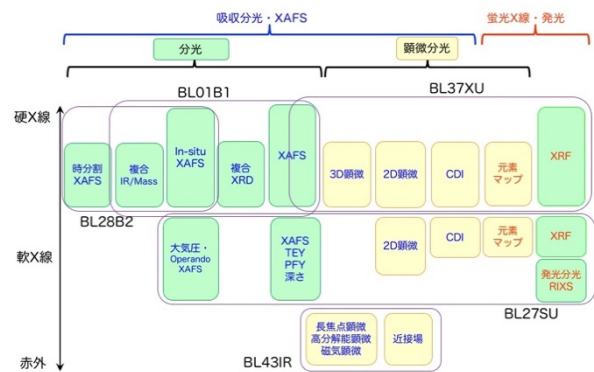 吸収分光・XAFS
蛍光X線・発光
分光
顕微分光
BL01B1
BL37XU
硬X線
時分割
XAFS
複合
IR/Mass
In-situ
XAFS
複合
XRD
XAFS
3D顕微
2D顕微
CDI
元素
マップ
XRF
BL28B2
軟X線
大気圧・
Operando
XAFS
XAFS
TEY
PFY
深さ
2D顕微
CDI
元素
マップ
XRF
発光分光
RIXS
BL27SU
赤外
BL43IR
長焦点顕微
高分解能顕微
磁気顕微
近接場